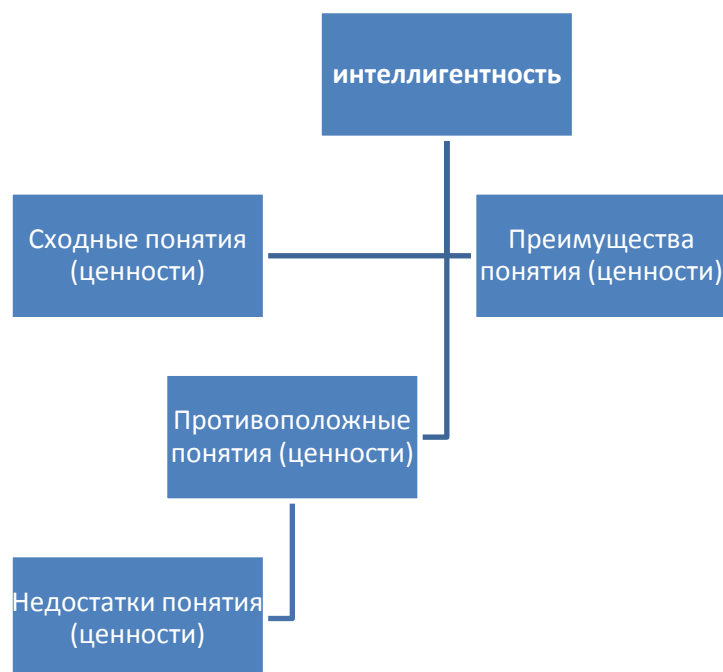 интеллигентность
Сходные понятия
(ценности)
Преимущества
понятия (ценности)
Противоположные
понятия (ценности)
Недостатки понятия
(ценности)